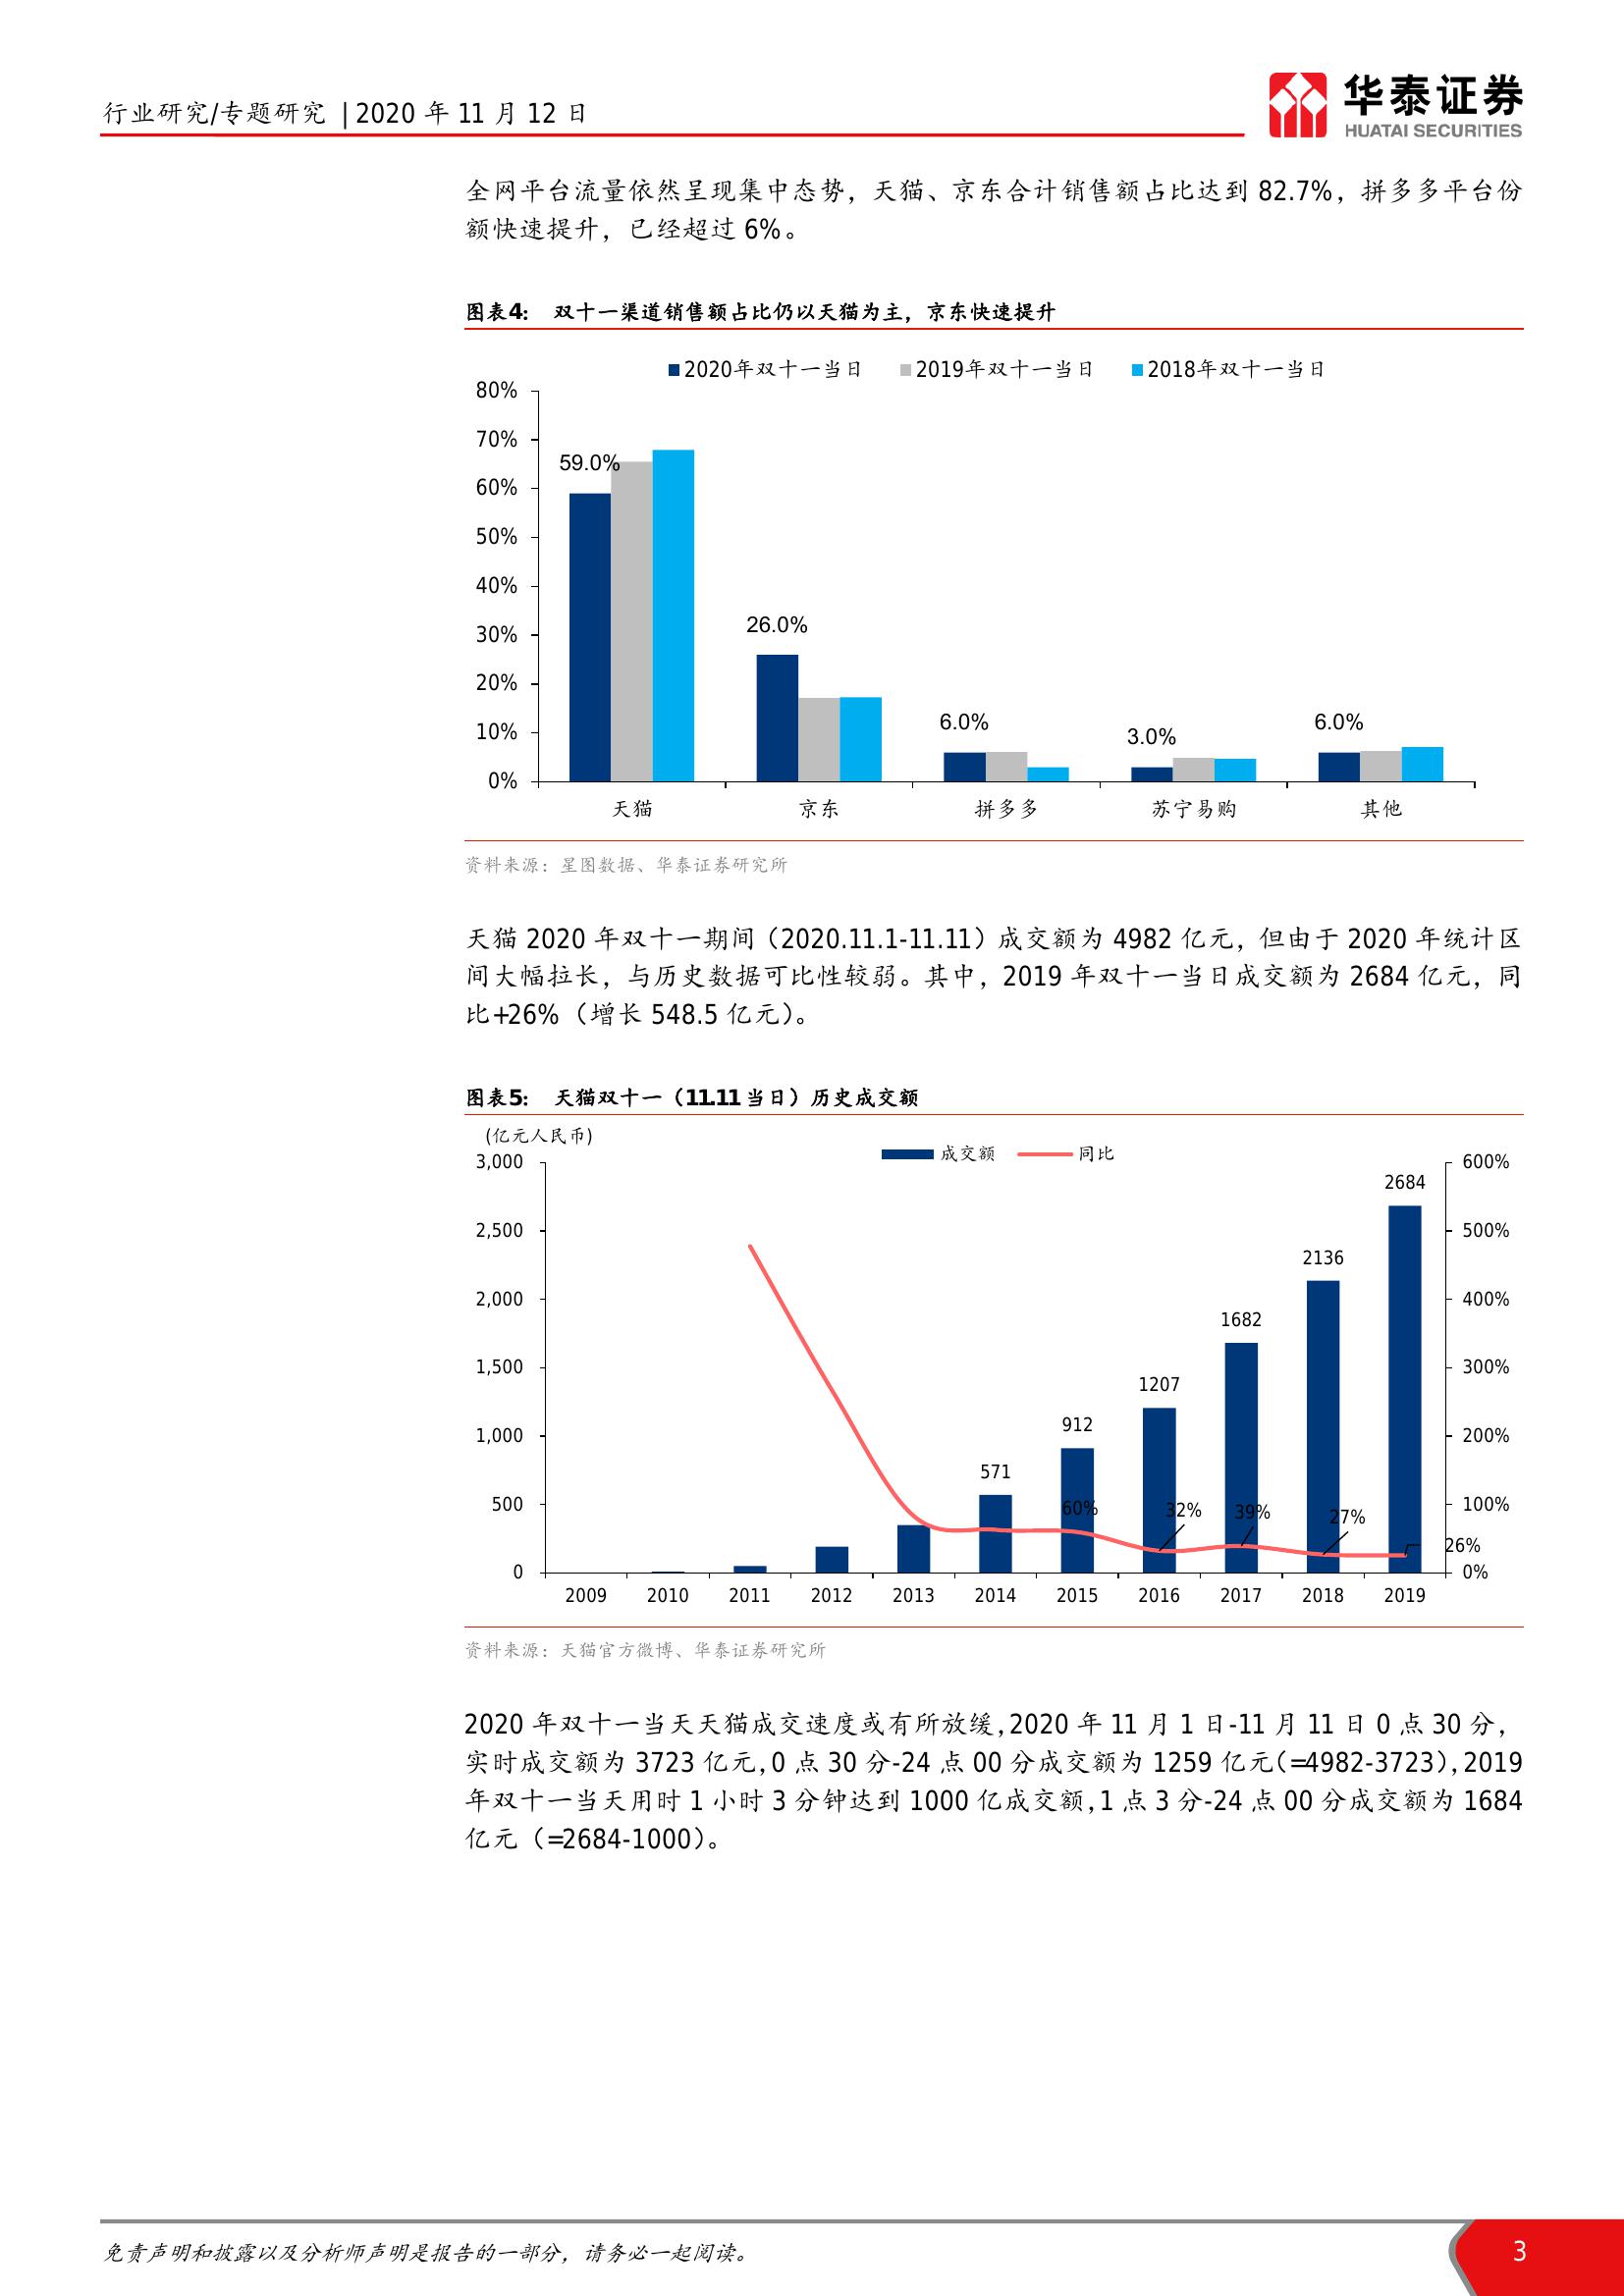 行业研究/专题研究 | 2020 年 11 月 12 日
华泰证券
HUATAI SECURITIES
全网平台流量依然呈现集中态势，天猫、京东合计销售额占比达到 82.7%，拼多多平台份
额快速提升，已经超过 6%。
图表4： 双十一渠道销售额占比仍以天猫为主，京东快速提升
2020年双十一当日 2019年双十一当日 2018年双十一当日
80%
70%
60%
50%
40%
30%
20%
10%
0%
59.0%
26.0%
6.0%
3.0%
6.0%
天猫 京东 拼多多 苏宁易购 其他
资料来源：星图数据、华泰证券研究所
天猫 2020 年双十一期间（2020.11.1-11.11）成交额为 4982 亿元，但由于 2020 年统计区
间大幅拉长，与历史数据可比性较弱。其中，2019 年双十一当日成交额为 2684 亿元，同
比+26%（增长 548.5 亿元）。
图表5： 天猫双十一（11.11 当日）历史成交额
(亿元人民币)
成交额 同比
3,000
2,500
2,000
1,500
1,000
500
0
571
912
1207
1682
2136
2684
60%
32%
39%
27%
26%
600%
500%
400%
300%
200%
100%
0%
2009 2010 2011 2012 2013 2014 2015 2016 2017 2018 2019
资料来源：天猫官方微博、华泰证券研究所
2020 年双十一当天天猫成交速度或有所放缓，2020 年 11 月 1 日-11 月 11 日 0 点 30 分，
实时成交额为 3723 亿元，0 点 30 分-24 点 00 分成交额为 1259 亿元（=4982-3723），2019
年双十一当天用时 1 小时 3 分钟达到 1000 亿成交额，1 点 3 分-24 点 00 分成交额为 1684
亿元（=2684-1000）。
免责声明和披露以及分析师声明是报告的一部分，请务必一起阅读。
3